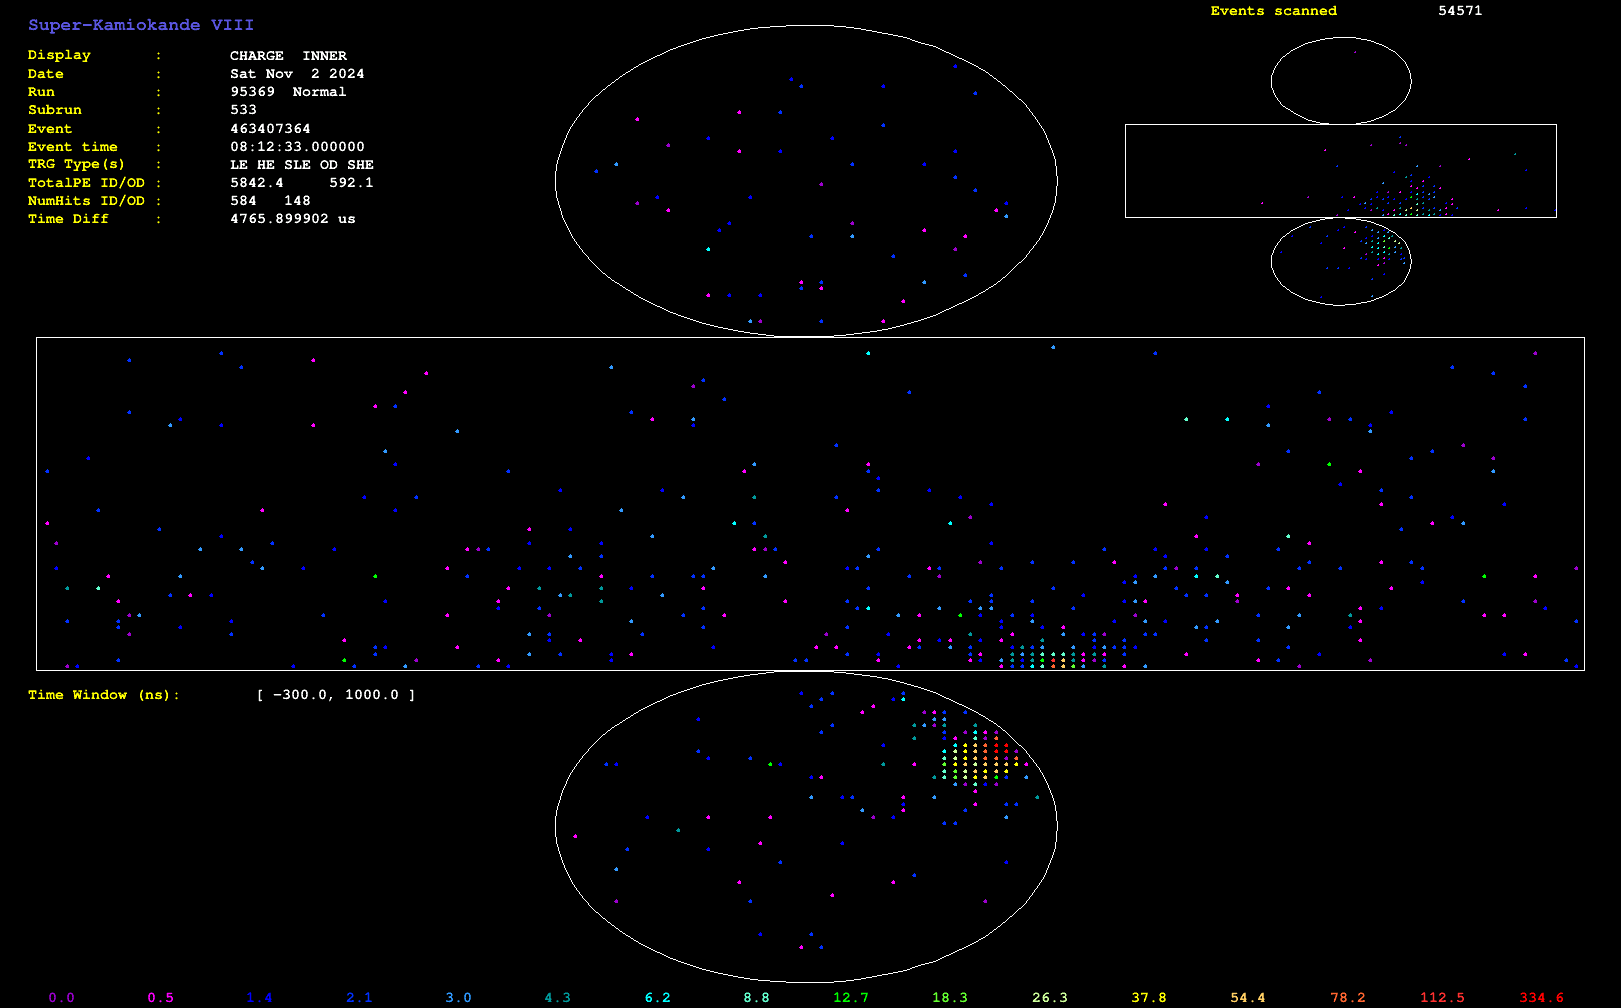 Super-Kamiokande VIII
Events scanned 54571
Display : CHARGE INNER
Date : Sat Nov 2 2024
Run : 95369 Normal
Subrun : 533
Event : 463407364
Event time : 08:12:33.000000
TRG Type(s) : LE HE SLE OD SHE
TotalPE ID/OD : 5842.4 592.1
NumHits ID/OD : 584 148
Time Diff : 4765.899902 us
Time Window (ns): [ -300.0, 1000.0 ]
0.0 0.5 1.4 2.1 3.0 4.3 6.2 8.8 12.7 18.3 26.3 37.8 54.4 78.2 112.5 334.6